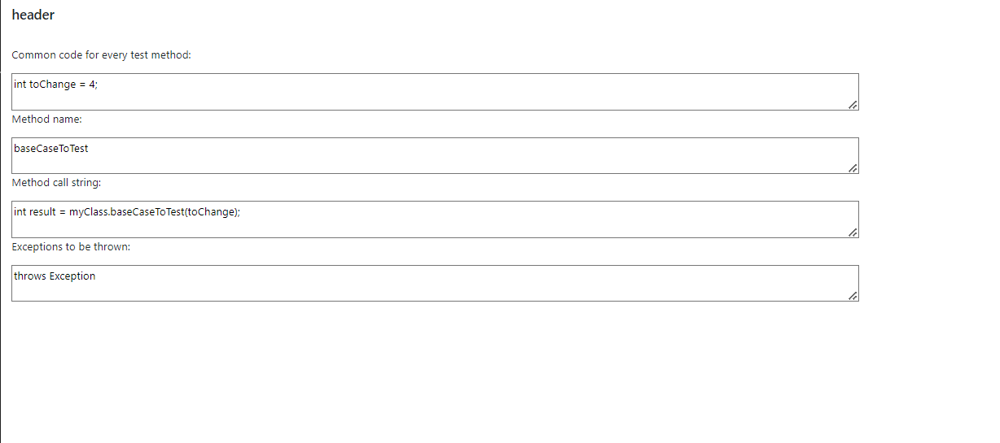 header
Common code for every test method:
int toChange = 4;
Method name:
baseCaseToTest
Method call string:
int result = myClass.baseCaseToTest(toChange);
Exceptions to be thrown:
throws Exception